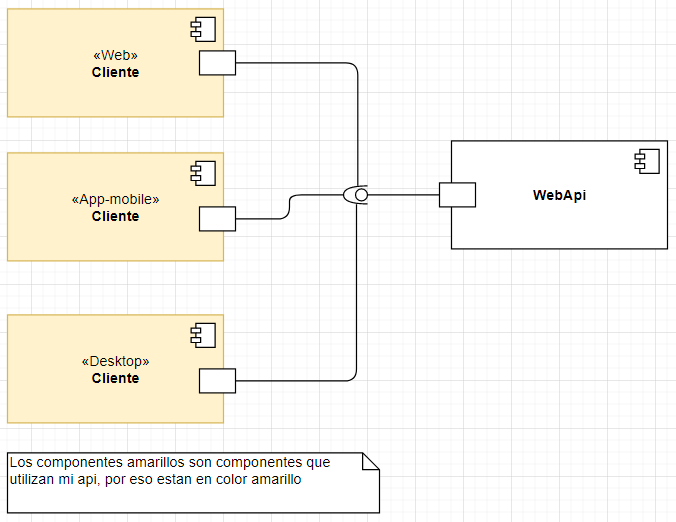 «Web»
Cliente
«App-mobile»
Cliente
WebApi
«Desktop»
Cliente
Los componentes amarillos son componentes que
utilizan mi api, por eso estan en color amarillo